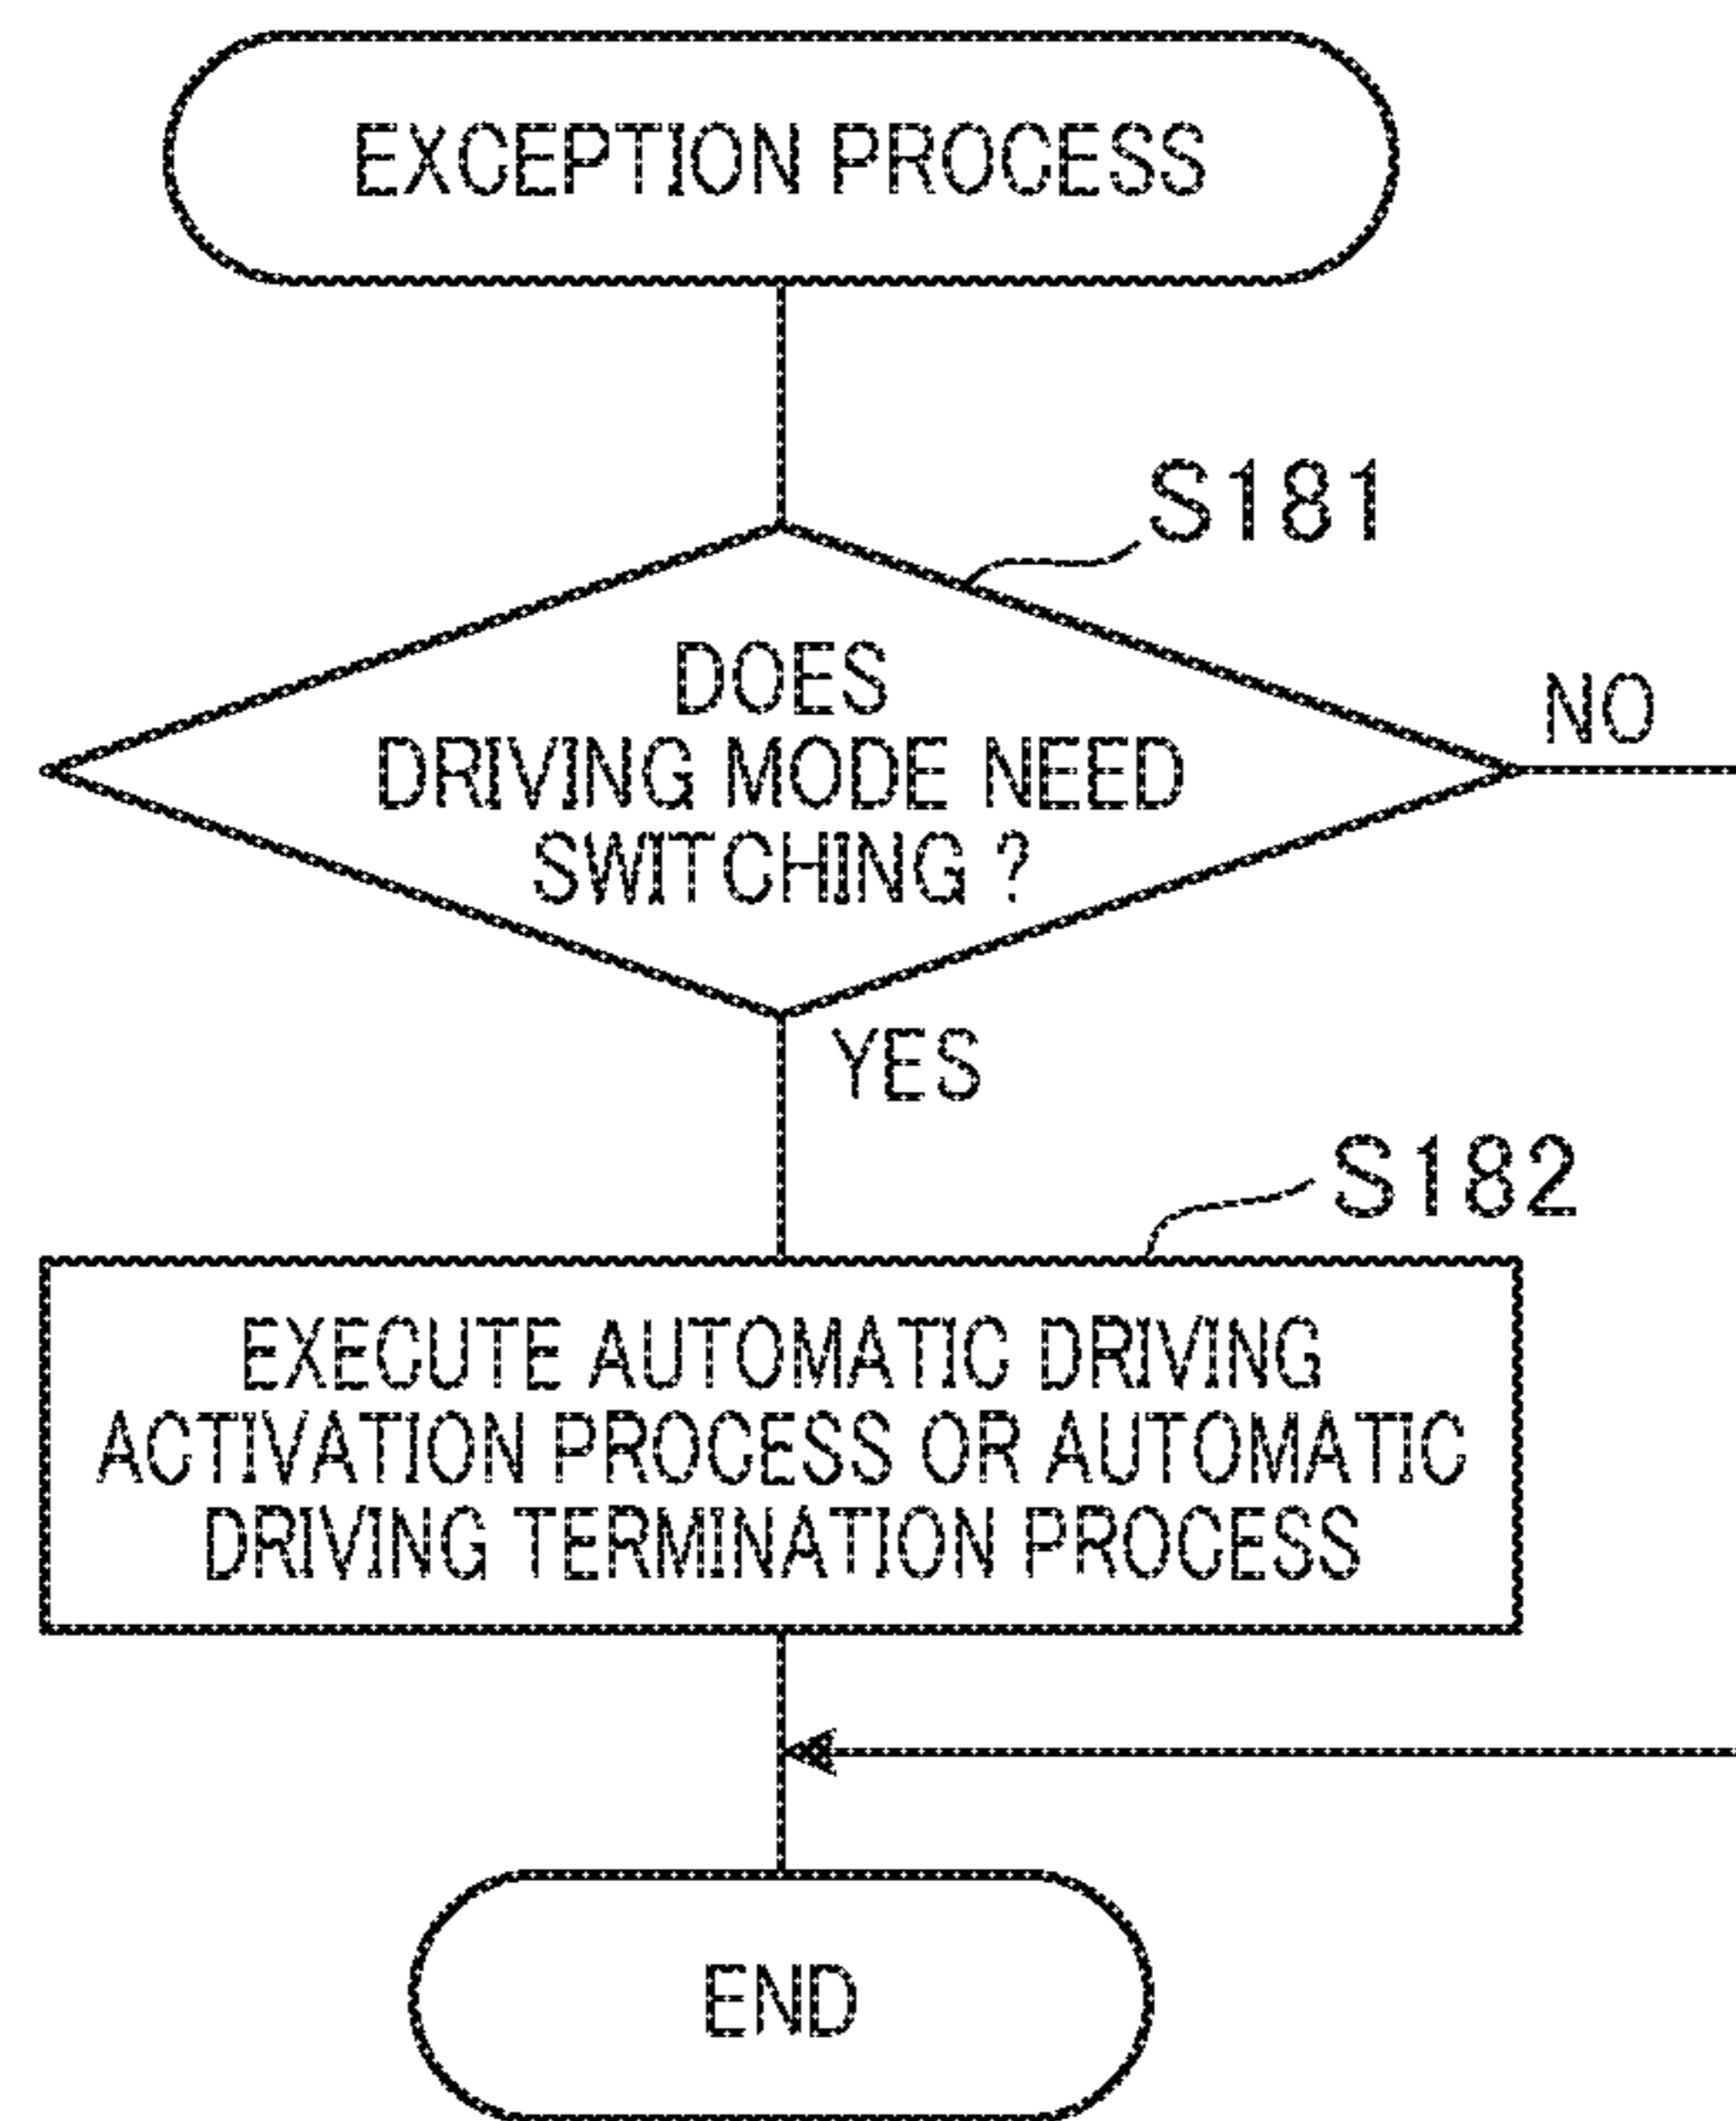 EXCEPTION PROCESS
S181
DOES
DRIVING MODE NEED
SWITCHING ?
NO
YES
S182
EXECUTE AUTOMATIC DRIVING
ACTIVATION PROCESS OR AUTOMATIC
DRIVING TERMINATION PROCESS
END